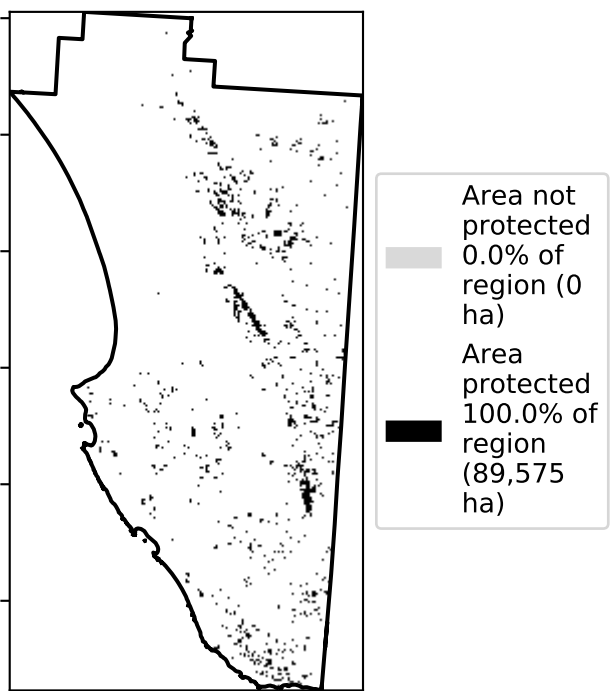 Area not
protected
0.0% of
region (0
ha)
Area
protected
100.0% of
region
(89,575
ha)